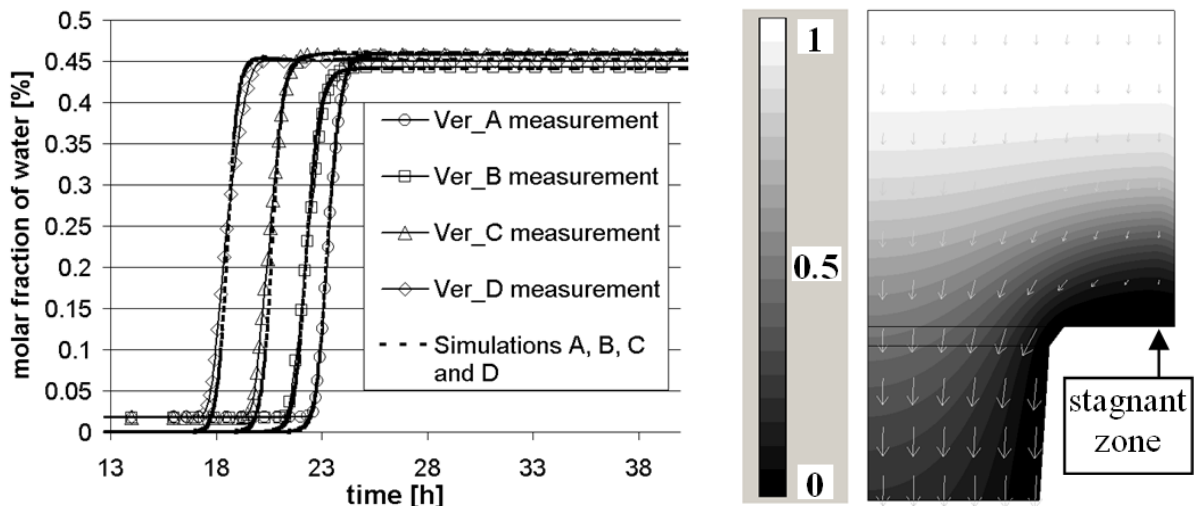 molar fraction of water [%]
0.5
0.45
0.4
0.35
0.3
0.25
0.2
0.15
0.1
0.05
0
13
18
23
28
33
38
time [h]
Ver_A measurement
Ver_B measurement
Ver_C measurement
Ver_D measurement
Simulations A, B, C
and D
1
0.5
0
stagnant
zone